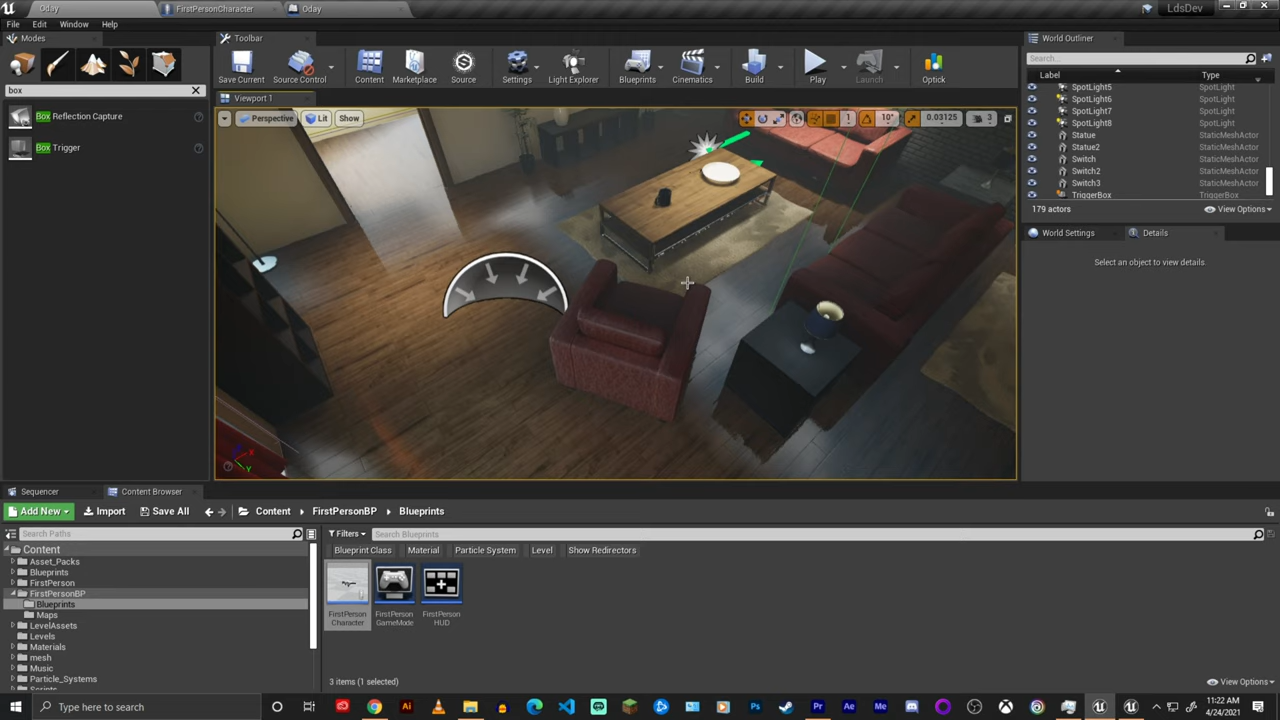 Oday
FirstPersonCharacter
Oday
LdsDev
File Edit Window Help
Modes
Toolbar
World Outliner
Save Current
Source Control
Content
Marketplace
Source
Settings
Light Explorer
Blueprints
Cinematics
Build
Play
Launch
Optick
Search...
Label
Type
box
Viewport 1
Box Reflection Capture
Box Trigger
Perspective
Lit
Show
1
10°
0.03125
3
SpotLight5 SpotLight
SpotLight6 SpotLight
SpotLight7 SpotLight
SpotLight8 SpotLight
Statue StaticMeshActor
Statue2 StaticMeshActor
Switch StaticMeshActor
Switch2 StaticMeshActor
Switch3 StaticMeshActor
TriggerBox TriggerBox
179 actors
View Options
World Settings
Details
Select an object to view details.
X
Y
Sequencer
Content Browser
Add New
Import
Save All
Content
FirstPersonBP
Blueprints
Search Paths
Filters
Search Blueprints
Content
Asset_Packs
Blueprints
FirstPerson
FirstPersonBP
Blueprints
Maps
LevelAssets
Levels
Materials
mesh
Music
Particle_Systems
Blueprint Class
Material
Particle System
Level
Show Redirectors
FirstPerson
Character
FirstPerson
GameMode
FirstPerson
HUD
3 items (1 selected)
View Options
Type here to search
11:22 AM
4/24/2021